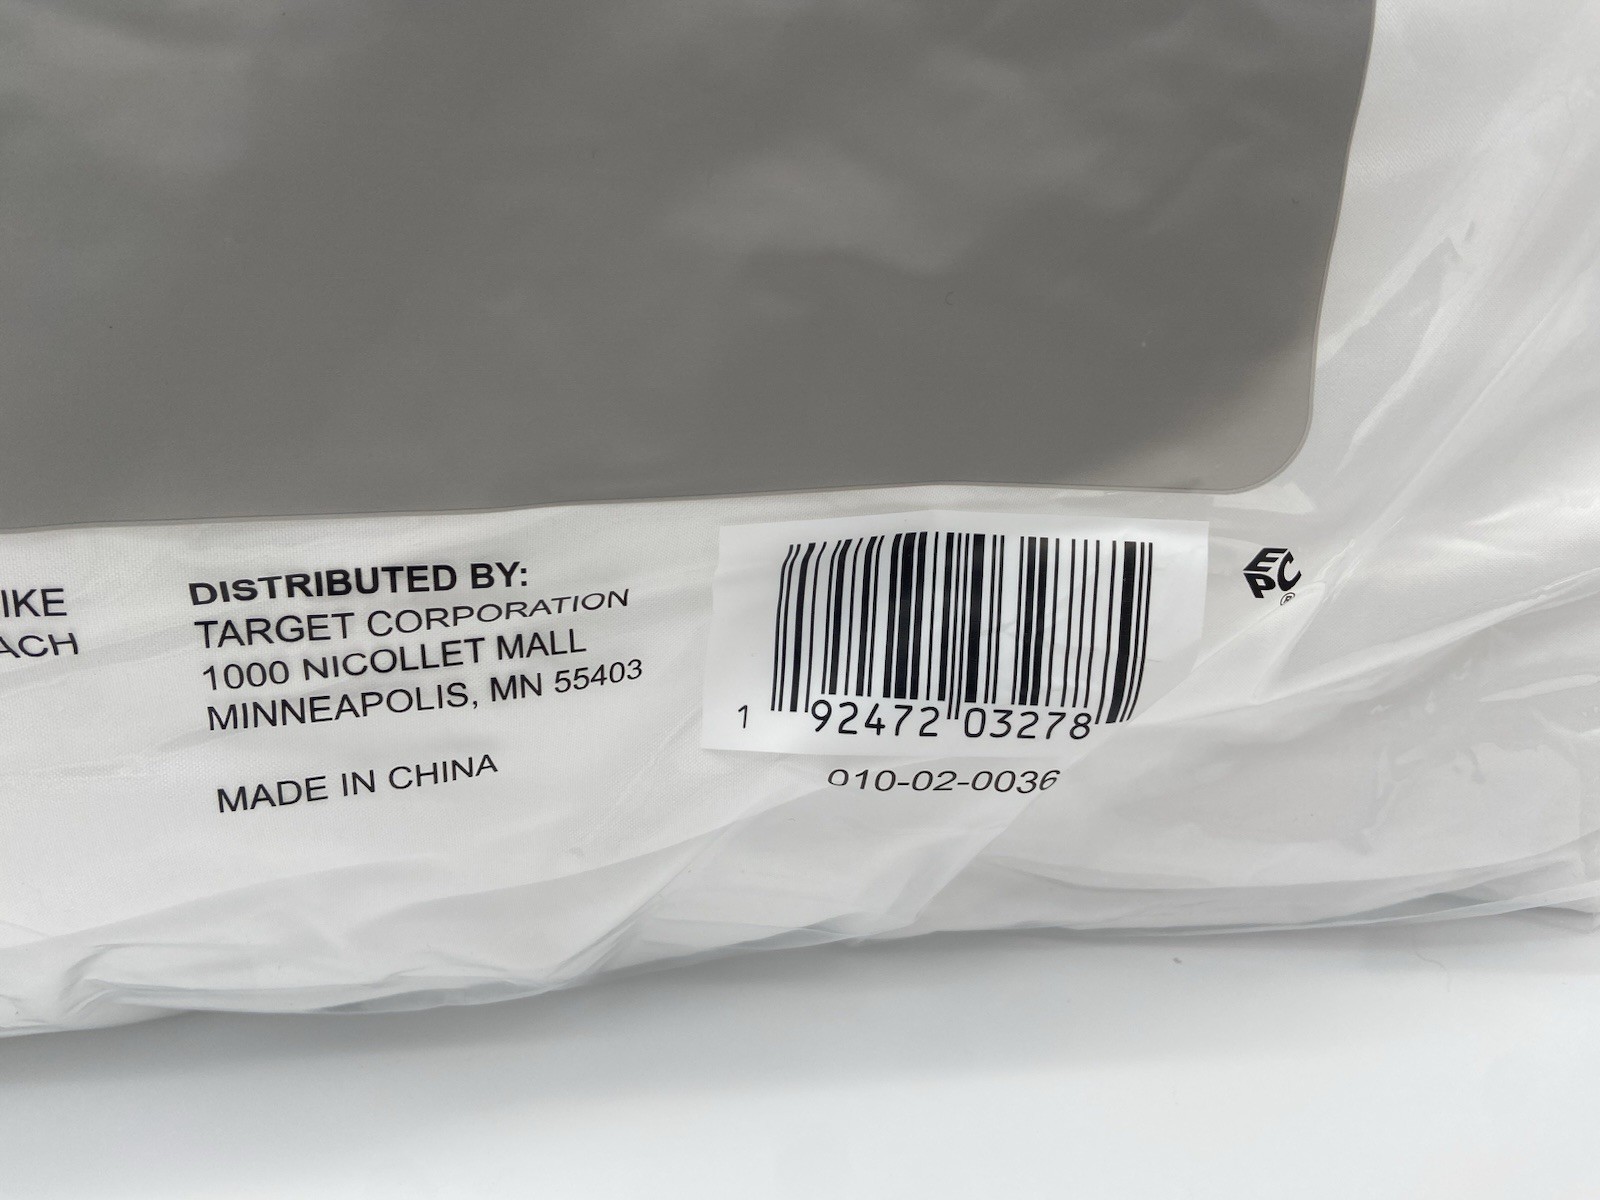 IKE
ACH
DISTRIBUTED BY:
TARGET CORPORATION
1000 NICOLLET MALL
MINNEAPOLIS, MN 55403
MADE IN CHINA
1 92472 03278
010-02-0036
EPC®